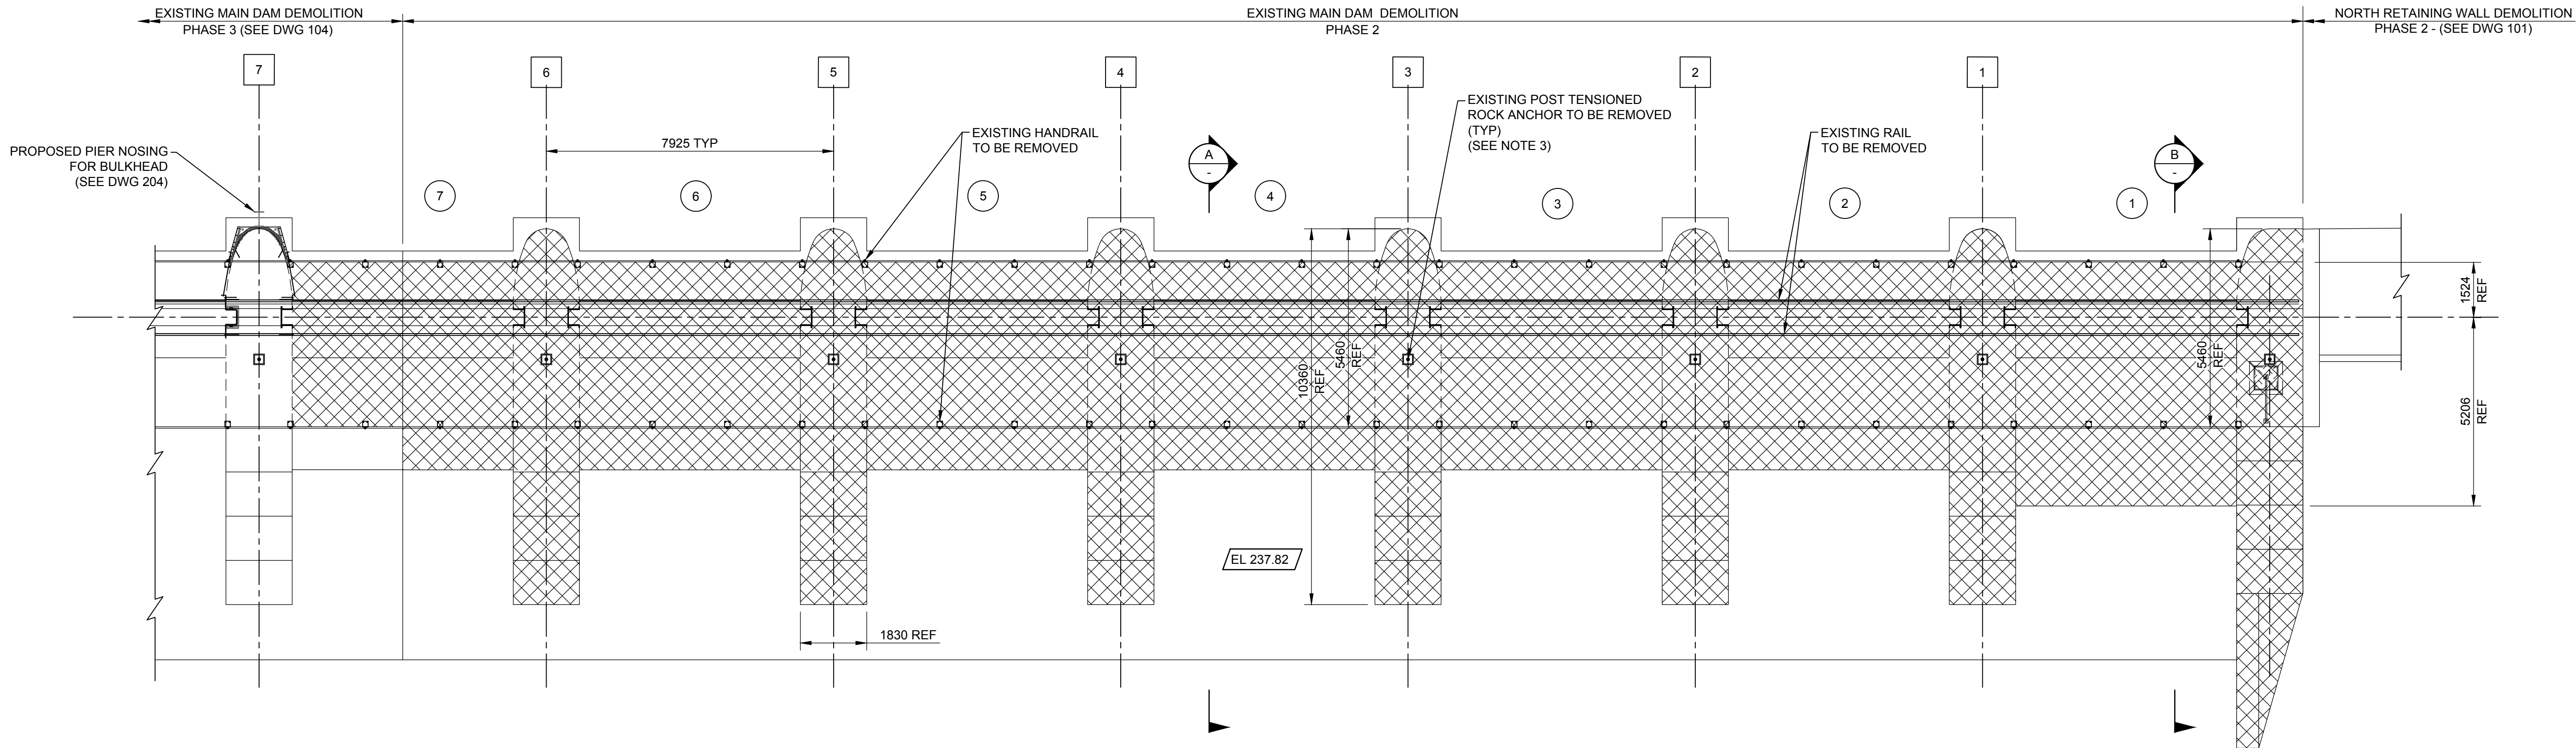 EXISTING MAIN DAM DEMOLITION
PHASE 3 (SEE DWG 104)
EXISTING MAIN DAM  DEMOLITION
PHASE 2
NORTH RETAINING WALL DEMOLITION
PHASE 2 - (SEE DWG 101)
7
6
5
4
3
2
1
PROPOSED PIER NOSING
FOR BULKHEAD
(SEE DWG 204)
7925 TYP
EXISTING HANDRAIL
TO BE REMOVED
EXISTING POST TENSIONED
ROCK ANCHOR TO BE REMOVED
(TYP)
(SEE NOTE 3)
EXISTING RAIL
TO BE REMOVED
A
-
B
-
7
6
5
4
3
2
1
1524
REF
5460
REF
10360
REF
5460
REF
5206
REF
EL 237.82
1830 REF